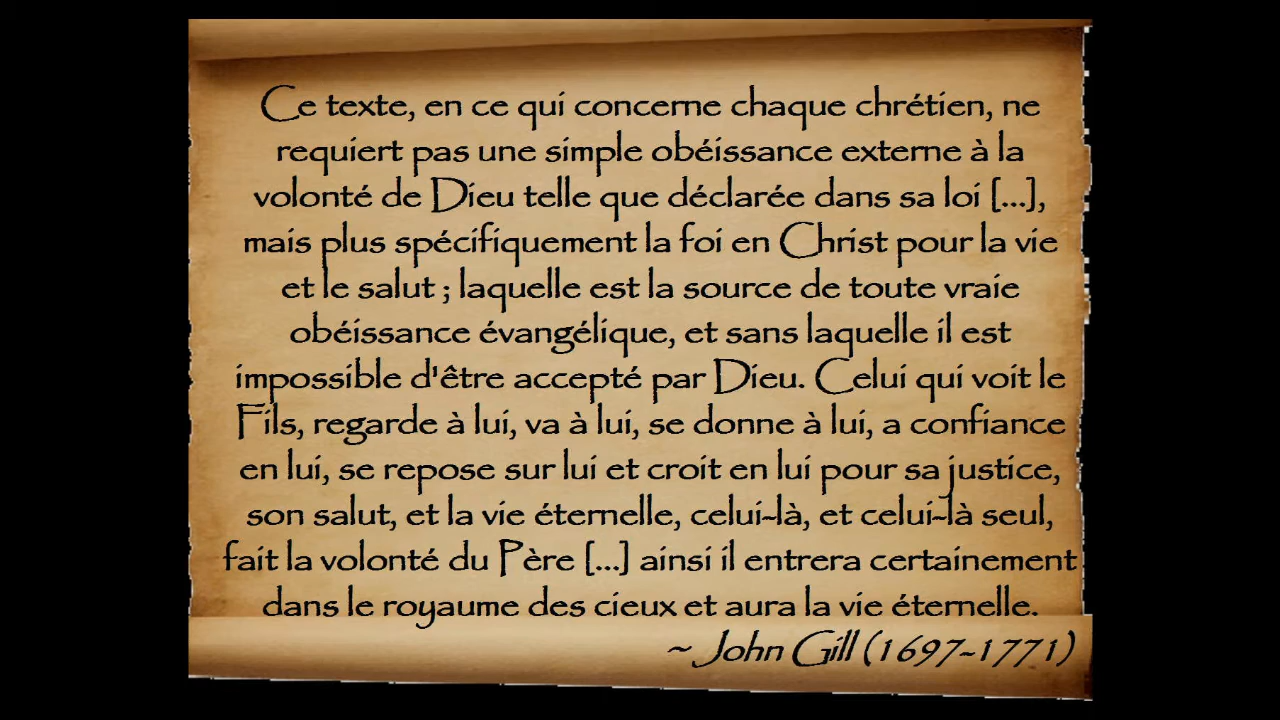 Ce texte, en ce qui concerne chaque chrétien, ne
requiert pas une simple obéissance externe à la
volonté de Dieu telle que déclarée dans sa loi [...],
mais plus spécifiquement la foi en Christ pour la vie
et le salut ; laquelle est la source de toute vraie
obéissance évangélique, et sans laquelle il est
impossible d'être accepté par Dieu. Celui qui voit le
Fils, regarde à lui, va à lui, se donne à lui, a confiance
en lui, se repose sur lui et croit en lui pour sa justice,
son salut, et la vie éternelle, celui-là, et celui-là seul,
fait la volonté du Père [...] ainsi il entrera certainement
dans le royaume des cieux et aura la vie éternelle.
~ John Gill (1697-1771)